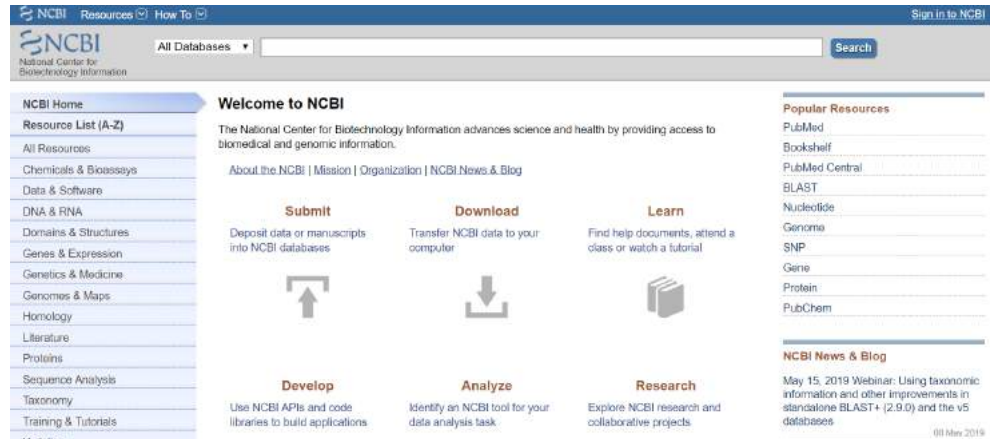 NCBI Resources How To Sign in to NCBI
NCBI
National Center for
Biotechnology Information
All Databases
Search
NCBI Home
Resource List (A-Z)
All Resources
Chemicals & Bioassays
Data & Software
DNA & RNA
Domains & Structures
Genes & Expression
Genetics & Medicine
Genomes & Maps
Homology
Literature
Proteins
Sequence Analysis
Taxonomy
Training & Tutorials
Welcome to NCBI
The National Center for Biotechnology Information advances science and health by providing access to
biomedical and genomic information.
About the NCBI | Mission | Organization | NCBI News & Blog
Submit
Deposit data or manuscripts
into NCBI databases
Download
Transfer NCBI data to your
computer
Learn
Find help documents, attend a
class or watch a tutorial
Develop
Use NCBI APIs and code
libraries to build applications
Analyze
Identify an NCBI tool for your
data analysis task
Research
Explore NCBI research and
collaborative projects
Popular Resources
PubMed
Bookshelf
PubMed Central
BLAST
Nucleotide
Genome
SNP
Gene
Protein
PubChem
NCBI News & Blog
May 15, 2019 Webinar: Using taxonomic
information and other improvements in
standalone BLAST+ (2.9.0) and the v5
databases
08 May 2019